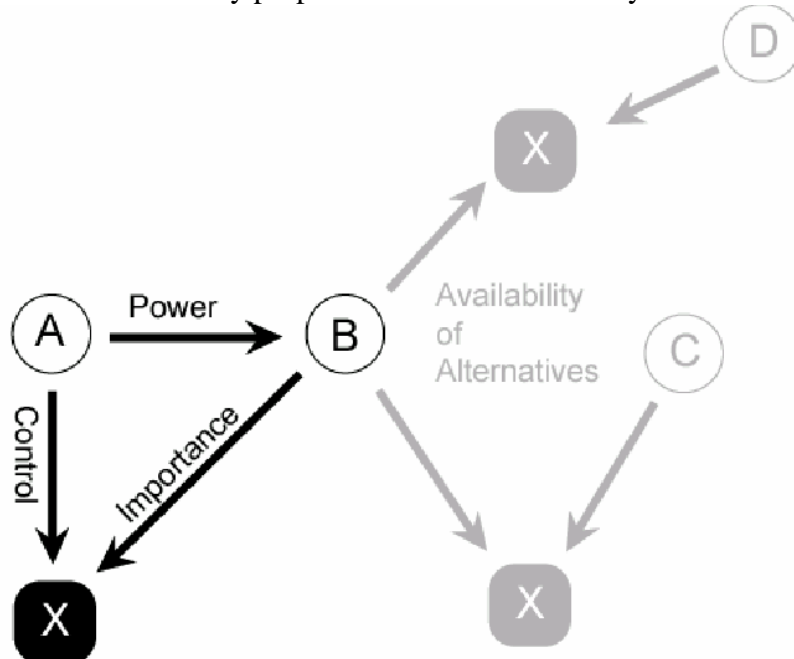 D
X
Availability
of
Alternatives
Power
A
B
C
Control
Importance
X
X